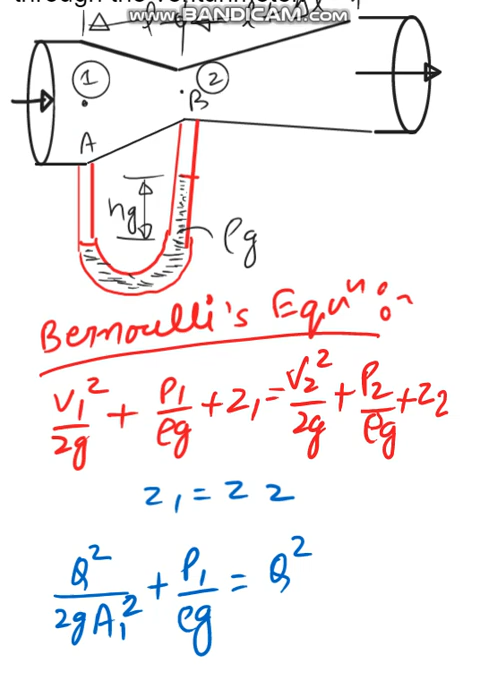 www.BANDICAM.com
1
2
A
B
hg
ρg
Bernoulli's Equⁿ :-
V₁²/2g + P₁/ρg + Z₁ = V₂²/2g + P₂/ρg + Z₂
z₁ = z 2
Q²/2gA₁² + P₁/ρg = Q²